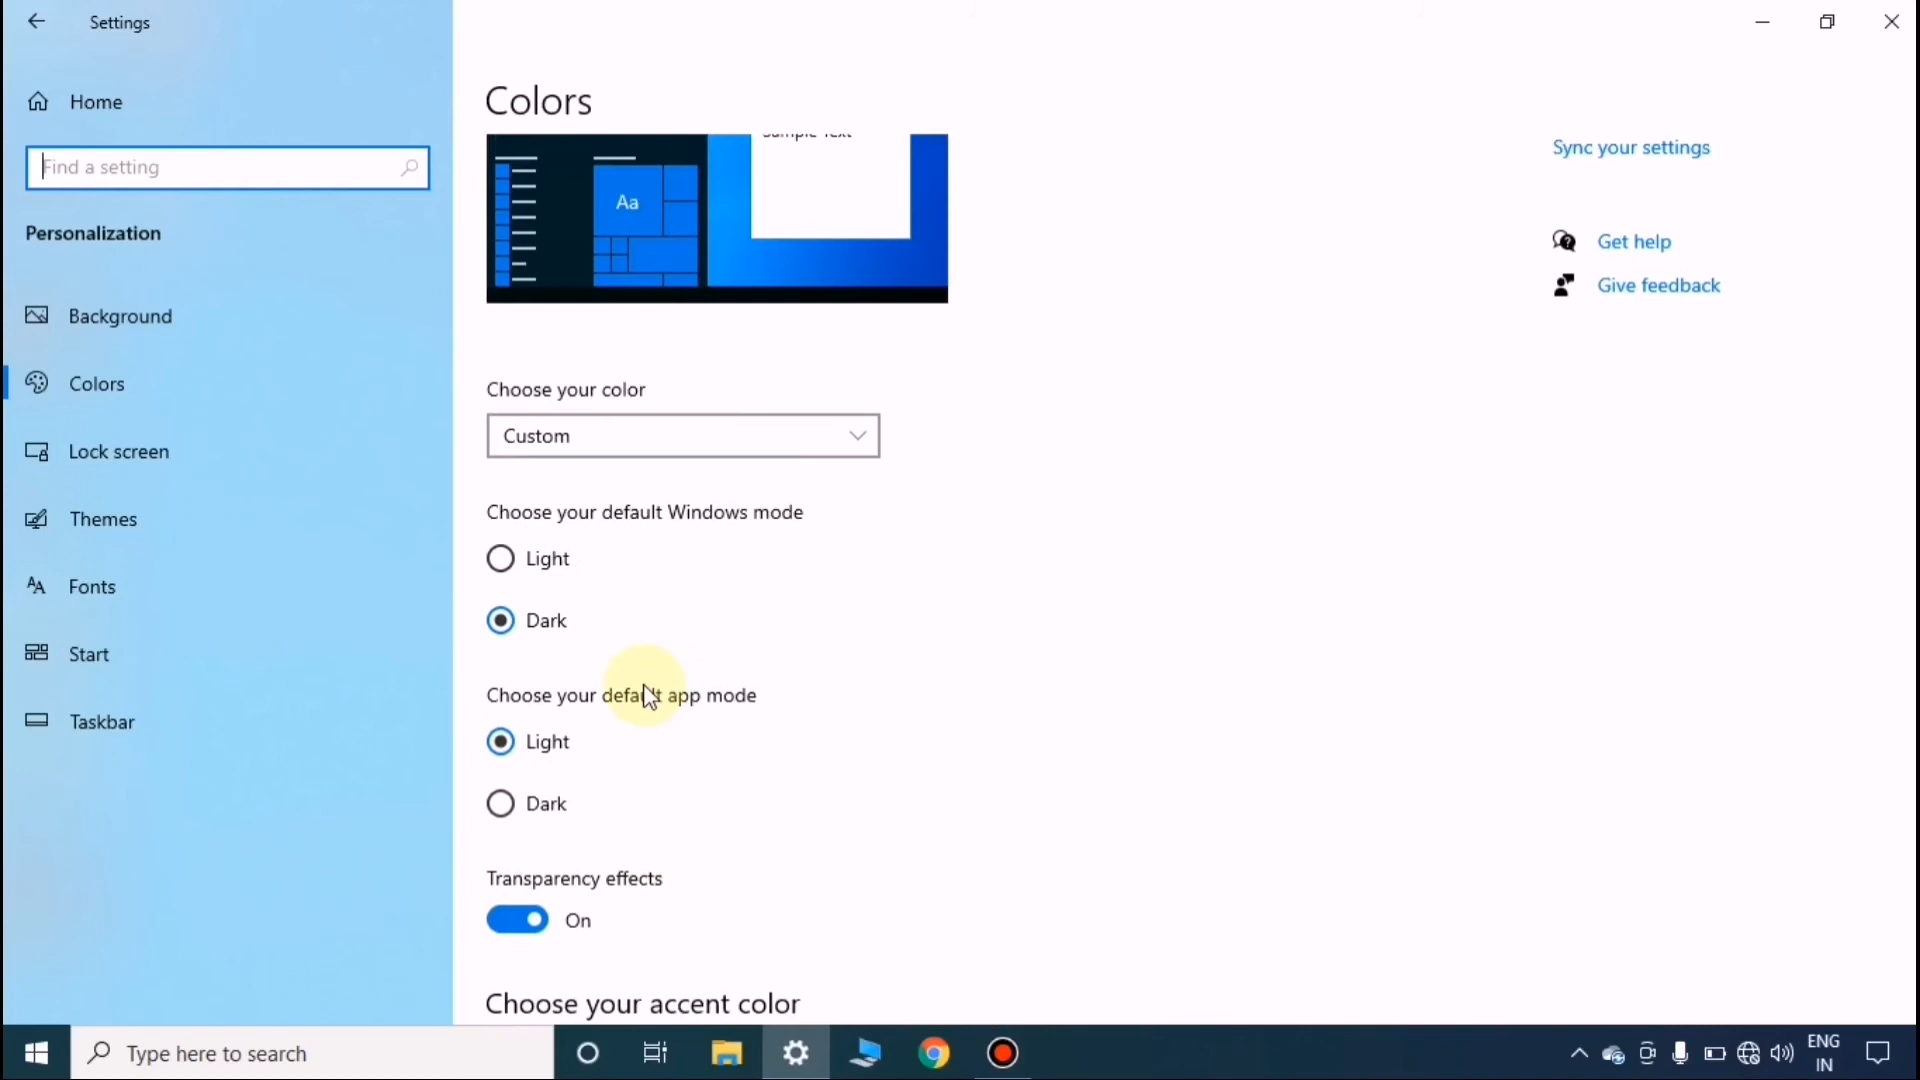 Settings
Home
Find a setting
Personalization
Background
Colors
Lock screen
Themes
Fonts
Start
Taskbar
Colors
Sample Text
Aa
Choose your color
Custom
Choose your default Windows mode
Light
Dark
Choose your default app mode
Light
Dark
Transparency effects
On
Choose your accent color
Sync your settings
Get help
Give feedback
Type here to search
ENG
IN